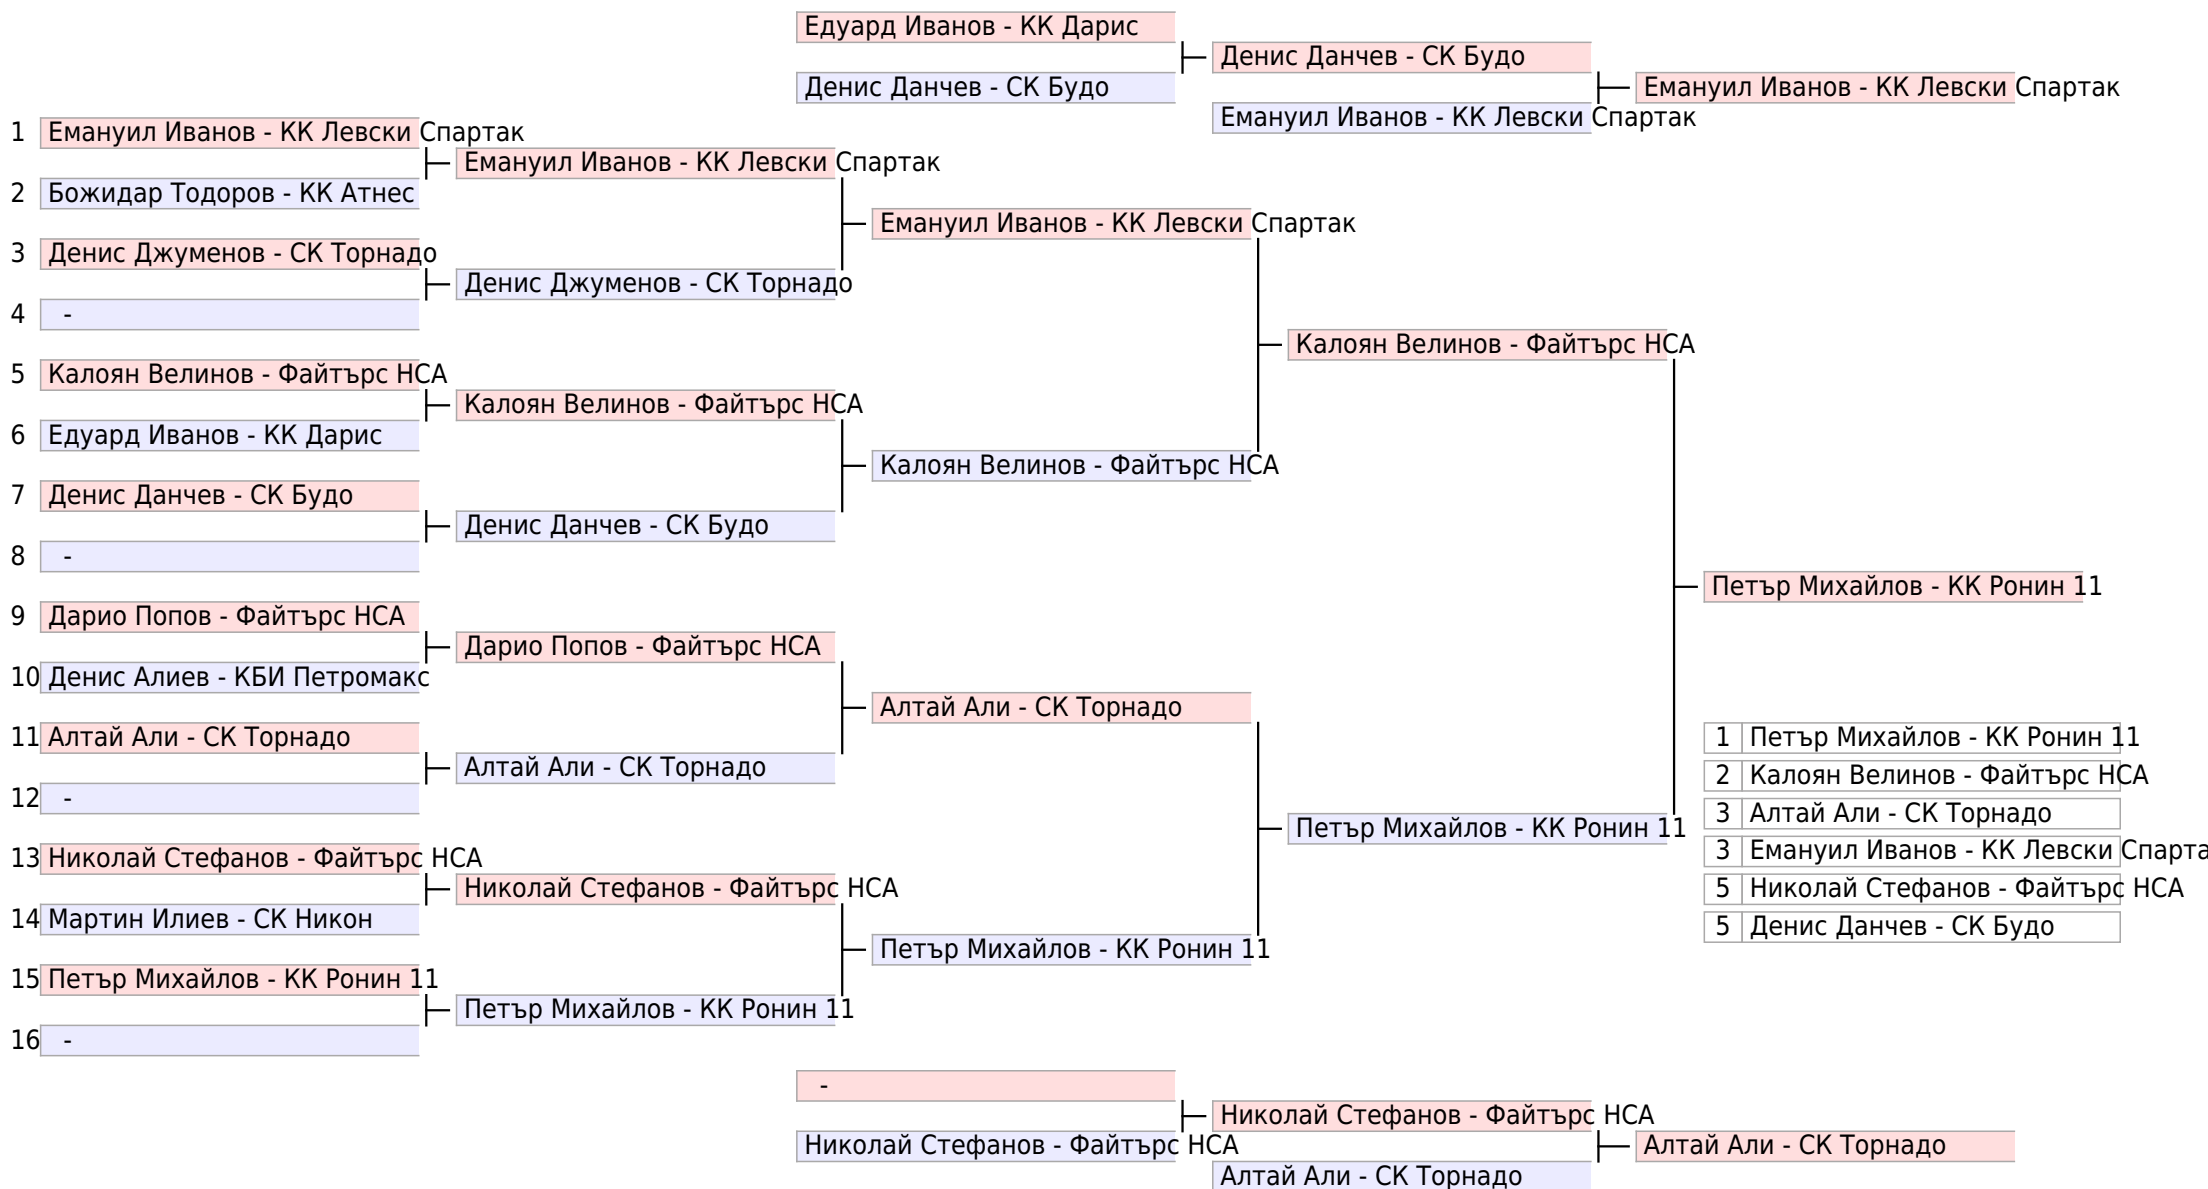 Едуард Иванов - КК Дарис
Денис Данчев - СК Будо
Денис Данчев - СК Будо
Емануил Иванов - КК Левски Спартак
Емануил Иванов - КК Левски Спартак
1 Емануил Иванов - КК Левски Спартак
Емануил Иванов - КК Левски Спартак
2 Божидар Тодоров - КК Атнес
Емануил Иванов - КК Левски Спартак
3 Денис Джуменов - СК Торнадо
Денис Джуменов - СК Торнадо
4 -
Калоян Велинов - Файтърс НСА
5 Калоян Велинов - Файтърс НСА
Калоян Велинов - Файтърс НСА
6 Едуард Иванов - КК Дарис
Калоян Велинов - Файтърс НСА
7 Денис Данчев - СК Будо
Денис Данчев - СК Будо
8 -
Петър Михайлов - КК Ронин 11
9 Дарио Попов - Файтърс НСА
Дарио Попов - Файтърс НСА
10 Денис Алиев - КБИ Петромакс
Алтай Али - СК Торнадо
11 Алтай Али - СК Торнадо
Алтай Али - СК Торнадо
12 -
Петър Михайлов - КК Ронин 11
13 Николай Стефанов - Файтърс НСА
Николай Стефанов - Файтърс НСА
14 Мартин Илиев - СК Никон
Петър Михайлов - КК Ронин 11
15 Петър Михайлов - КК Ронин 11
Петър Михайлов - КК Ронин 11
16 -
1 Петър Михайлов - КК Ронин 11
2 Калоян Велинов - Файтърс НСА
3 Алтай Али - СК Торнадо
3 Емануил Иванов - КК Левски Спарта
5 Николай Стефанов - Файтърс НСА
5 Денис Данчев - СК Будо
-
Николай Стефанов - Файтърс НСА
Николай Стефанов - Файтърс НСА
Алтай Али - СК Торнадо
Алтай Али - СК Торнадо